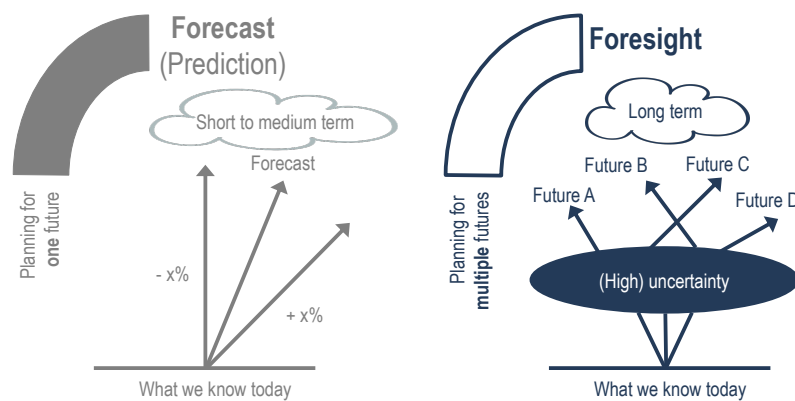 Forecast
(Prediction)
Short to medium term
Forecast
- x%
+ x%
Planning for
one future
What we know today
Foresight
Long term
Future A
Future B
Future C
Future D
(High) uncertainty
Planning for
multiple futures
What we know today